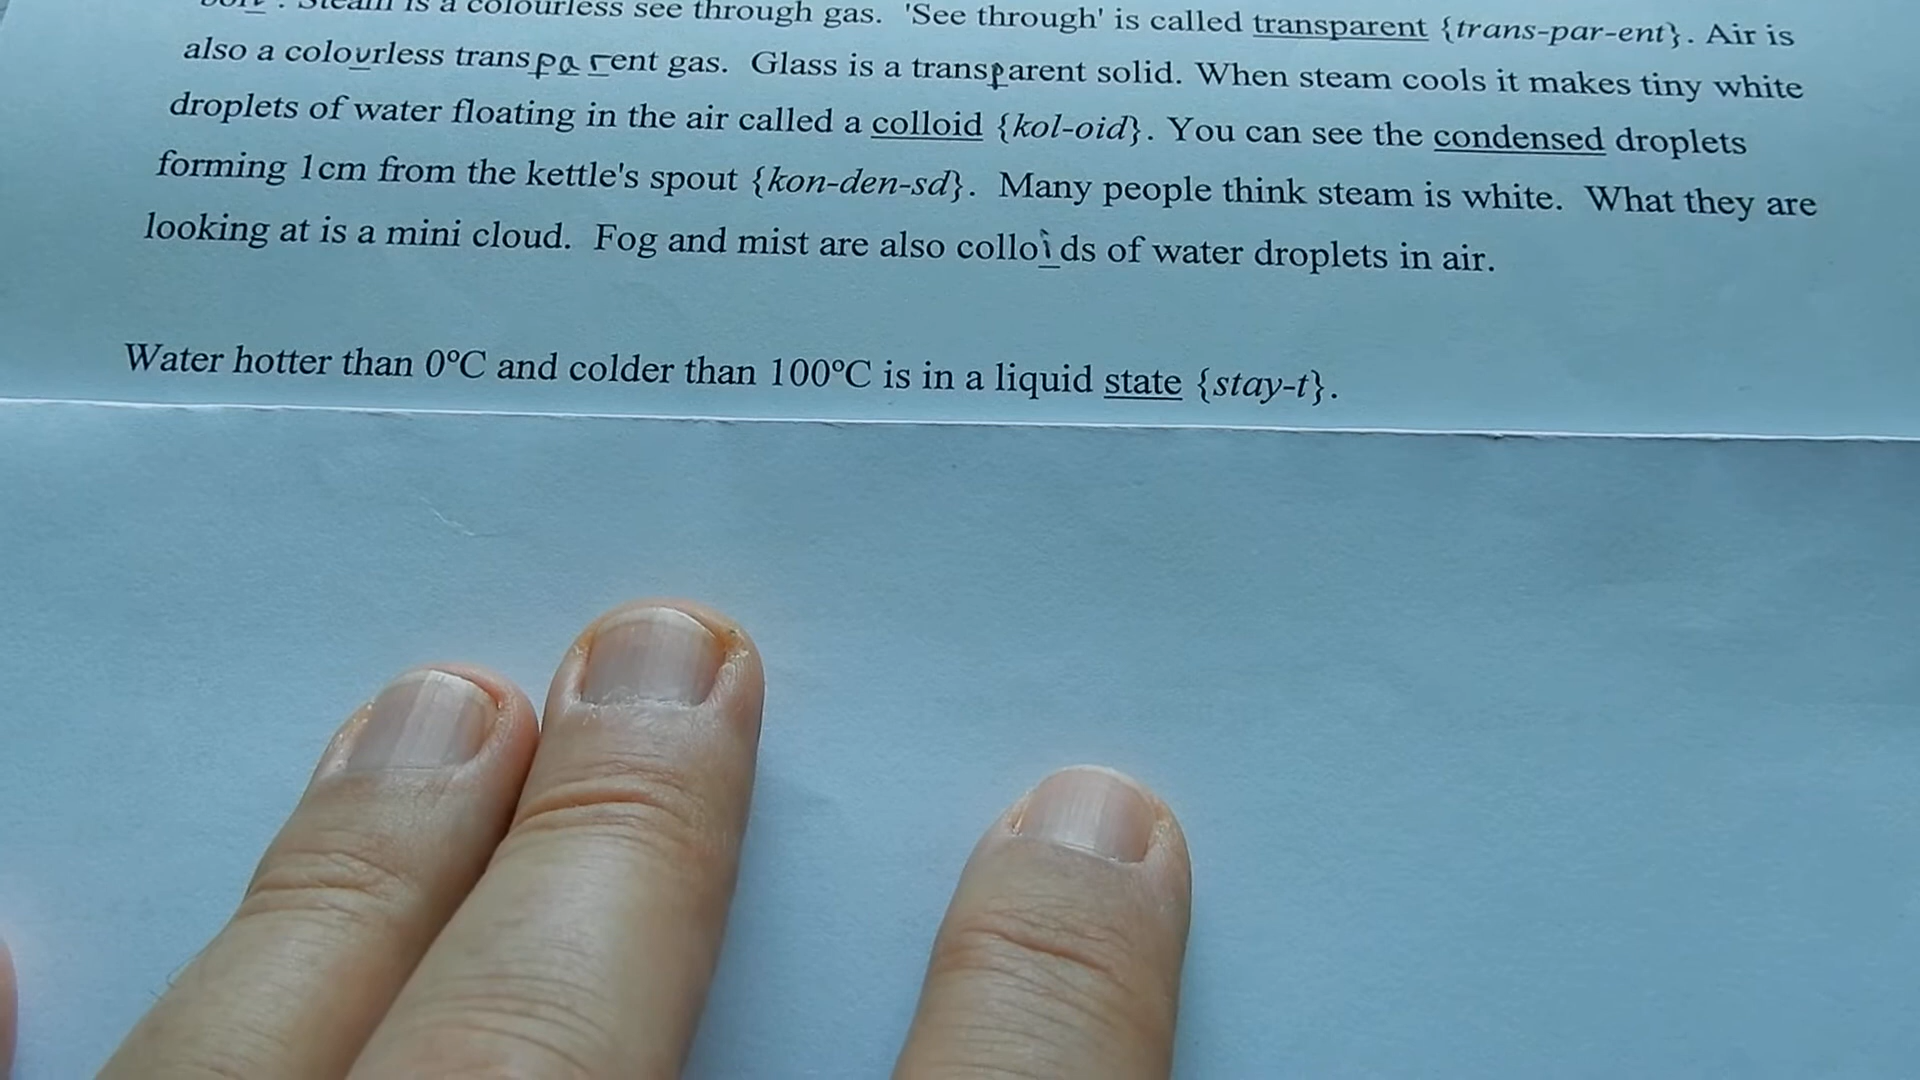 . Steam is a colourless see through gas. 'See through' is called transparent {trans-par-ent}. Air is
also a colourless transparent gas. Glass is a transparent solid. When steam cools it makes tiny white
droplets of water floating in the air called a colloid {kol-oid}. You can see the condensed droplets
forming 1cm from the kettle's spout {kon-den-sd}. Many people think steam is white. What they are
looking at is a mini cloud. Fog and mist are also colloids of water droplets in air.
Water hotter than 0ºC and colder than 100ºC is in a liquid state {stay-t}.